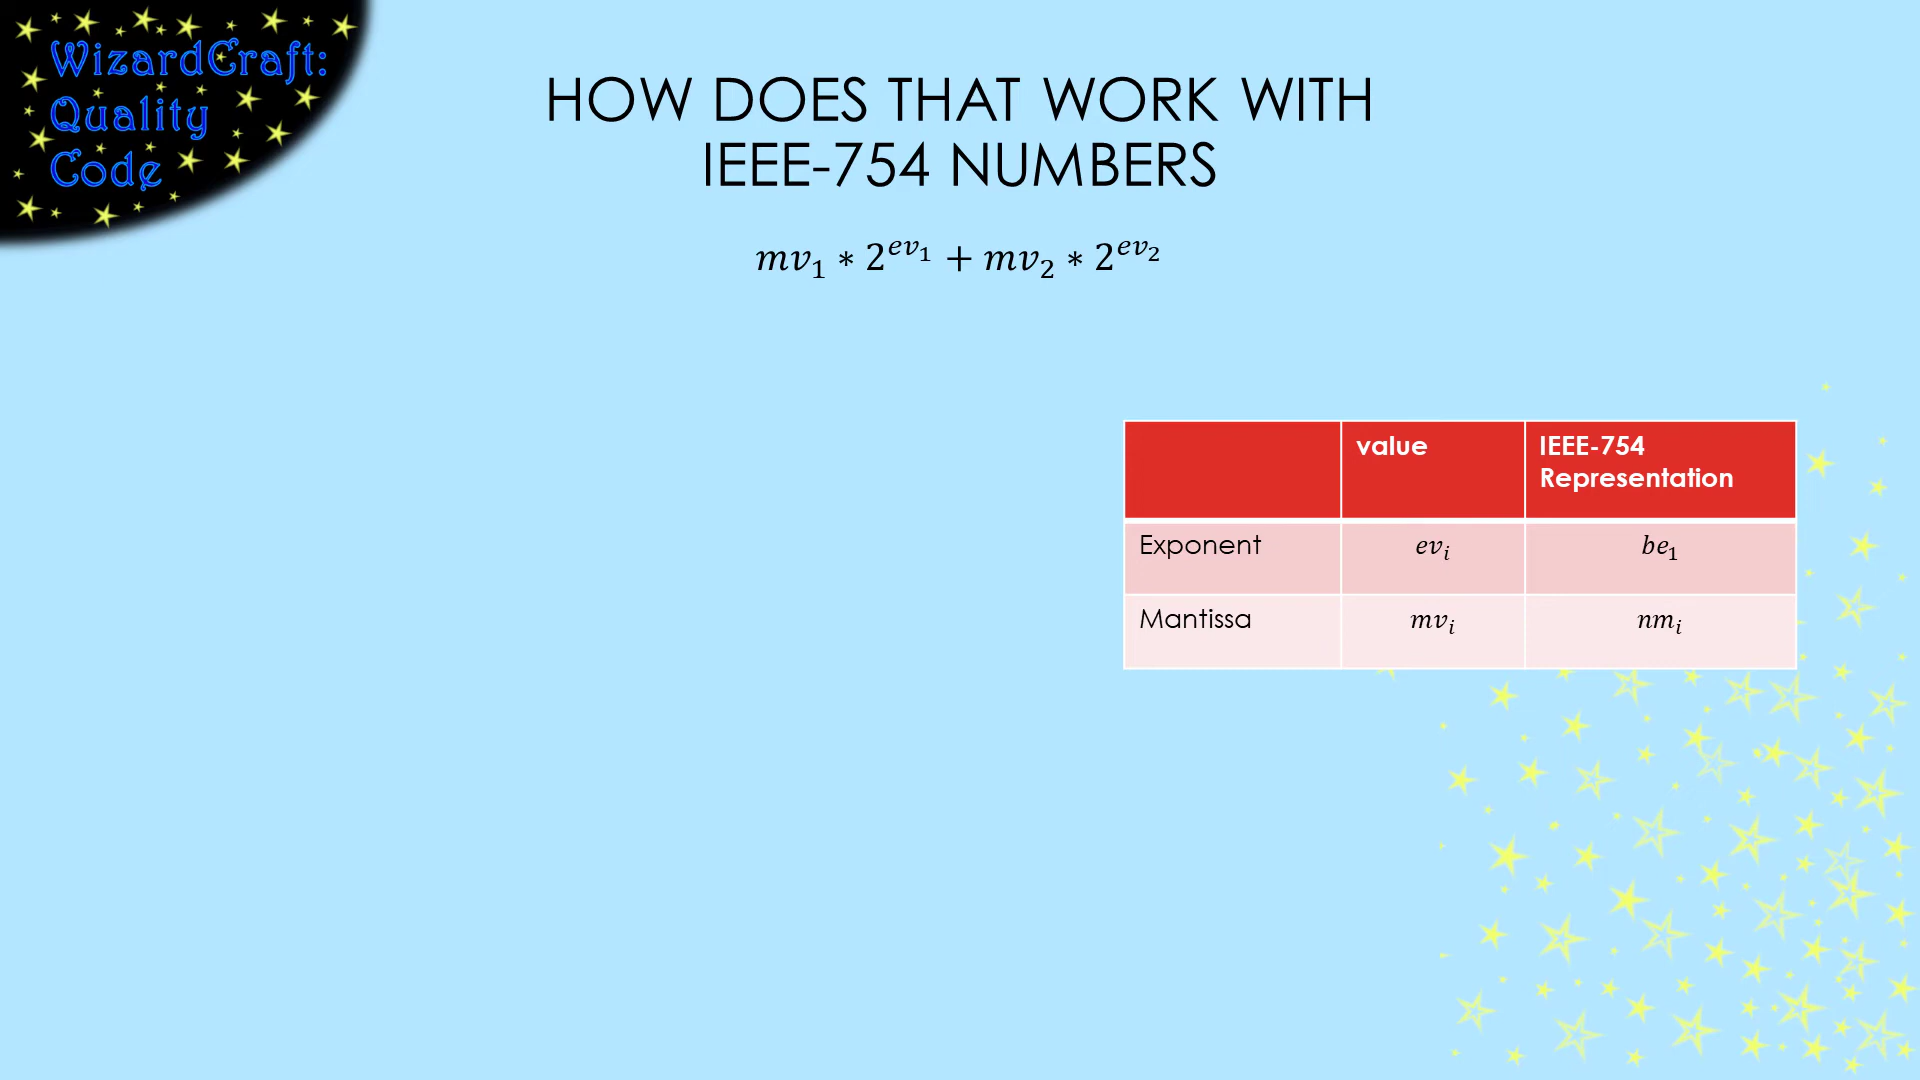 WizardCraft:
Quality
Code
HOW DOES THAT WORK WITH
IEEE-754 NUMBERS
𝑚𝑣₁ ∗ 2^{𝑒𝑣₁} + 𝑚𝑣₂ ∗ 2^{𝑒𝑣₂}
value
IEEE-754
Representation
Exponent 𝑒𝑣ᵢ 𝑏𝑒₁
Mantissa 𝑚𝑣ᵢ 𝑛𝑚ᵢ